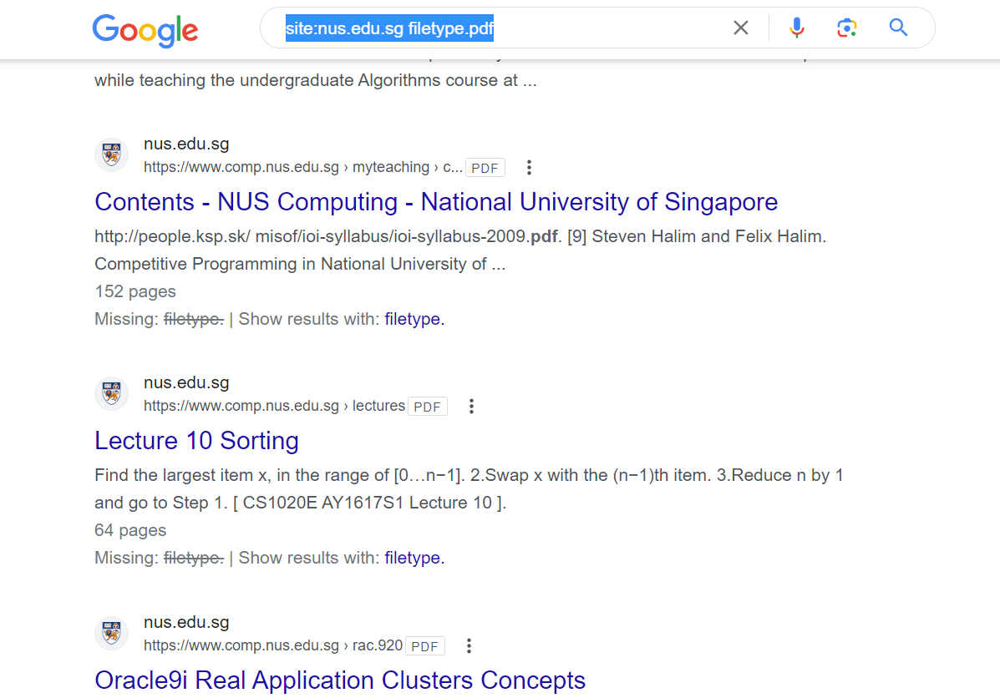 Google
site:nus.edu.sg filetype.pdf
while teaching the undergraduate Algorithms course at ...
nus.edu.sg
https://www.comp.nus.edu.sg › myteaching › c... PDF
Contents - NUS Computing - National University of Singapore
http://people.ksp.sk/ misof/ioi-syllabus/ioi-syllabus-2009.pdf. [9] Steven Halim and Felix Halim.
Competitive Programming in National University of ...
152 pages
Missing: filetype. | Show results with: filetype.
nus.edu.sg
https://www.comp.nus.edu.sg › lectures PDF
Lecture 10 Sorting
Find the largest item x, in the range of [0…n−1]. 2.Swap x with the (n−1)th item. 3.Reduce n by 1
and go to Step 1. [ CS1020E AY1617S1 Lecture 10 ].
64 pages
Missing: filetype. | Show results with: filetype.
nus.edu.sg
https://www.comp.nus.edu.sg › rac.920 PDF
Oracle9i Real Application Clusters Concepts